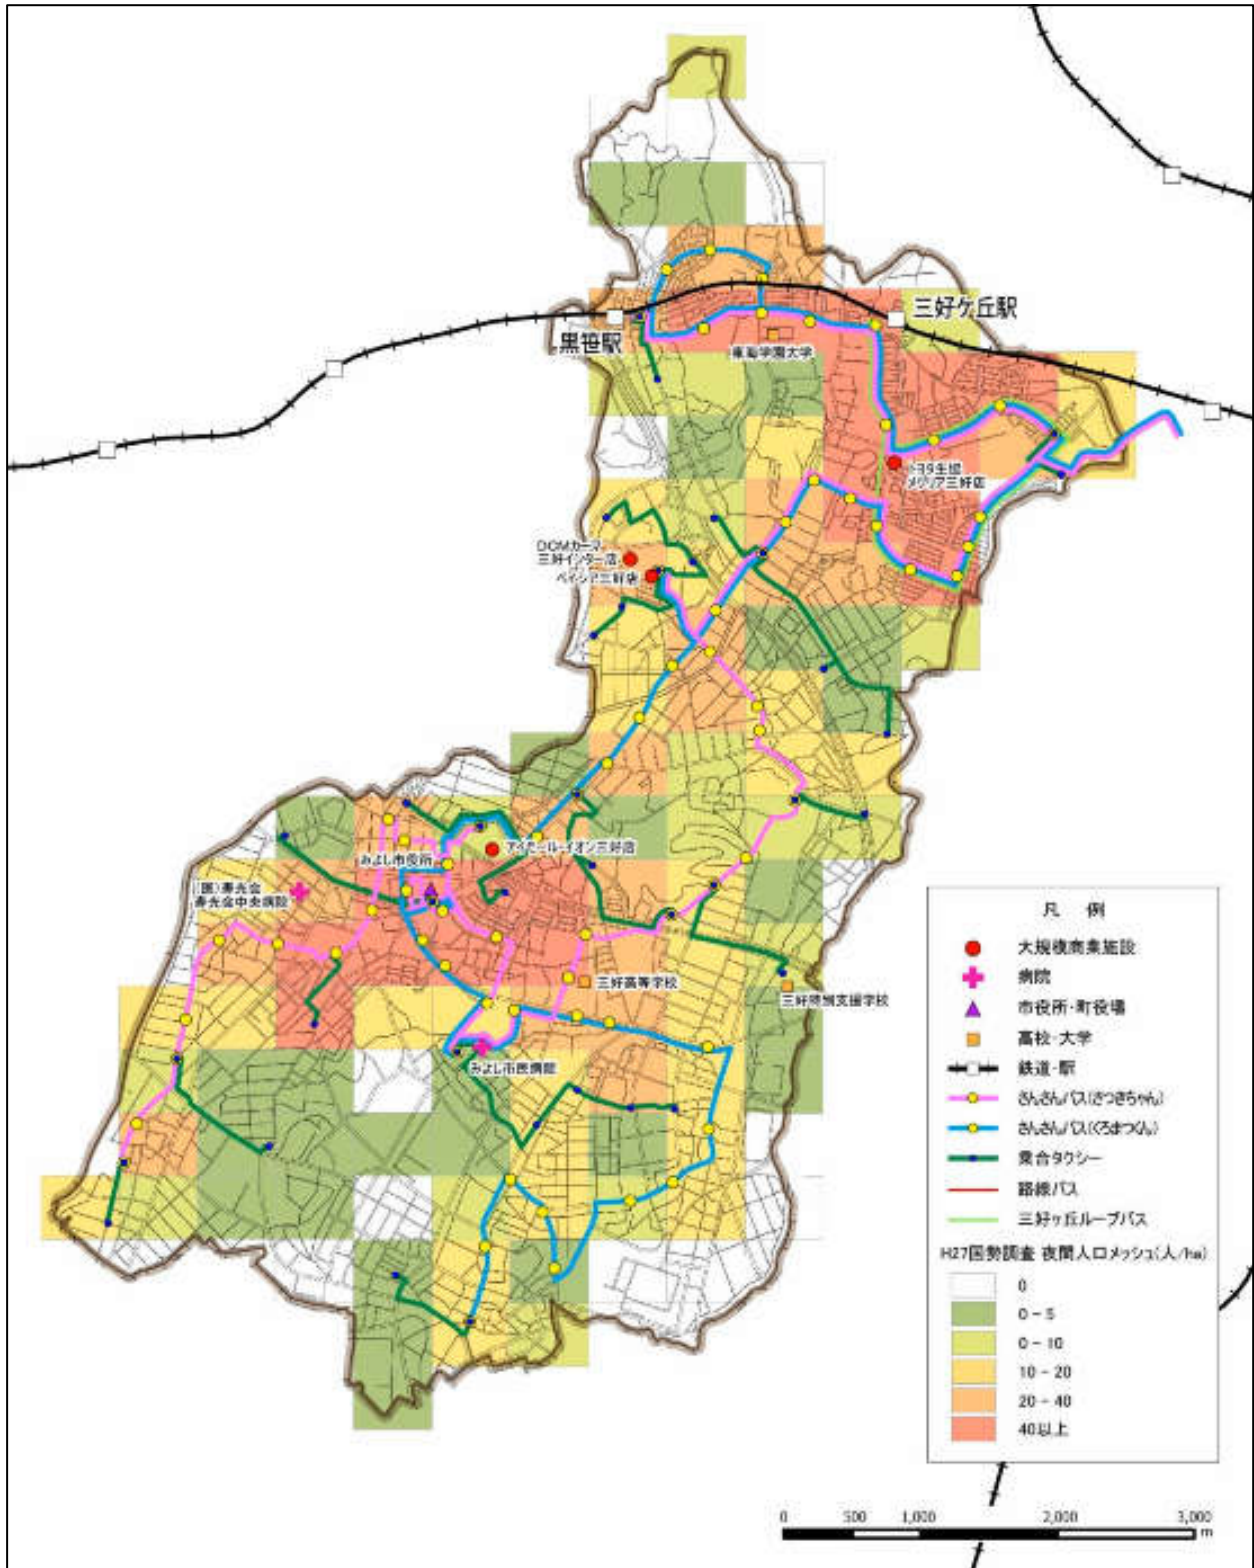 三好ケ丘駅
黒笹駅
東海学園大学
トヨタ生協
メグリア三好店
DCMカーマ
三好インター店
ベイシア三好店
アイモール・イオン三好店
みよし市役所
(医)寿光会
寿光会中央病院
三好高等学校
三好特別支援学校
みよし市民病院
凡 例
大規模商業施設
病院
市役所・町役場
高校・大学
鉄道・駅
さんさんバス(さつきちゃん)
さんさんバス(くろまつくん)
乗合タクシー
路線バス
三好ヶ丘ループバス
H27国勢調査 夜間人口メッシュ(人/ha)
0
0 - 5
0 - 10
10 - 20
20 - 40
40以上
0 500 1,000 2,000 3,000
m